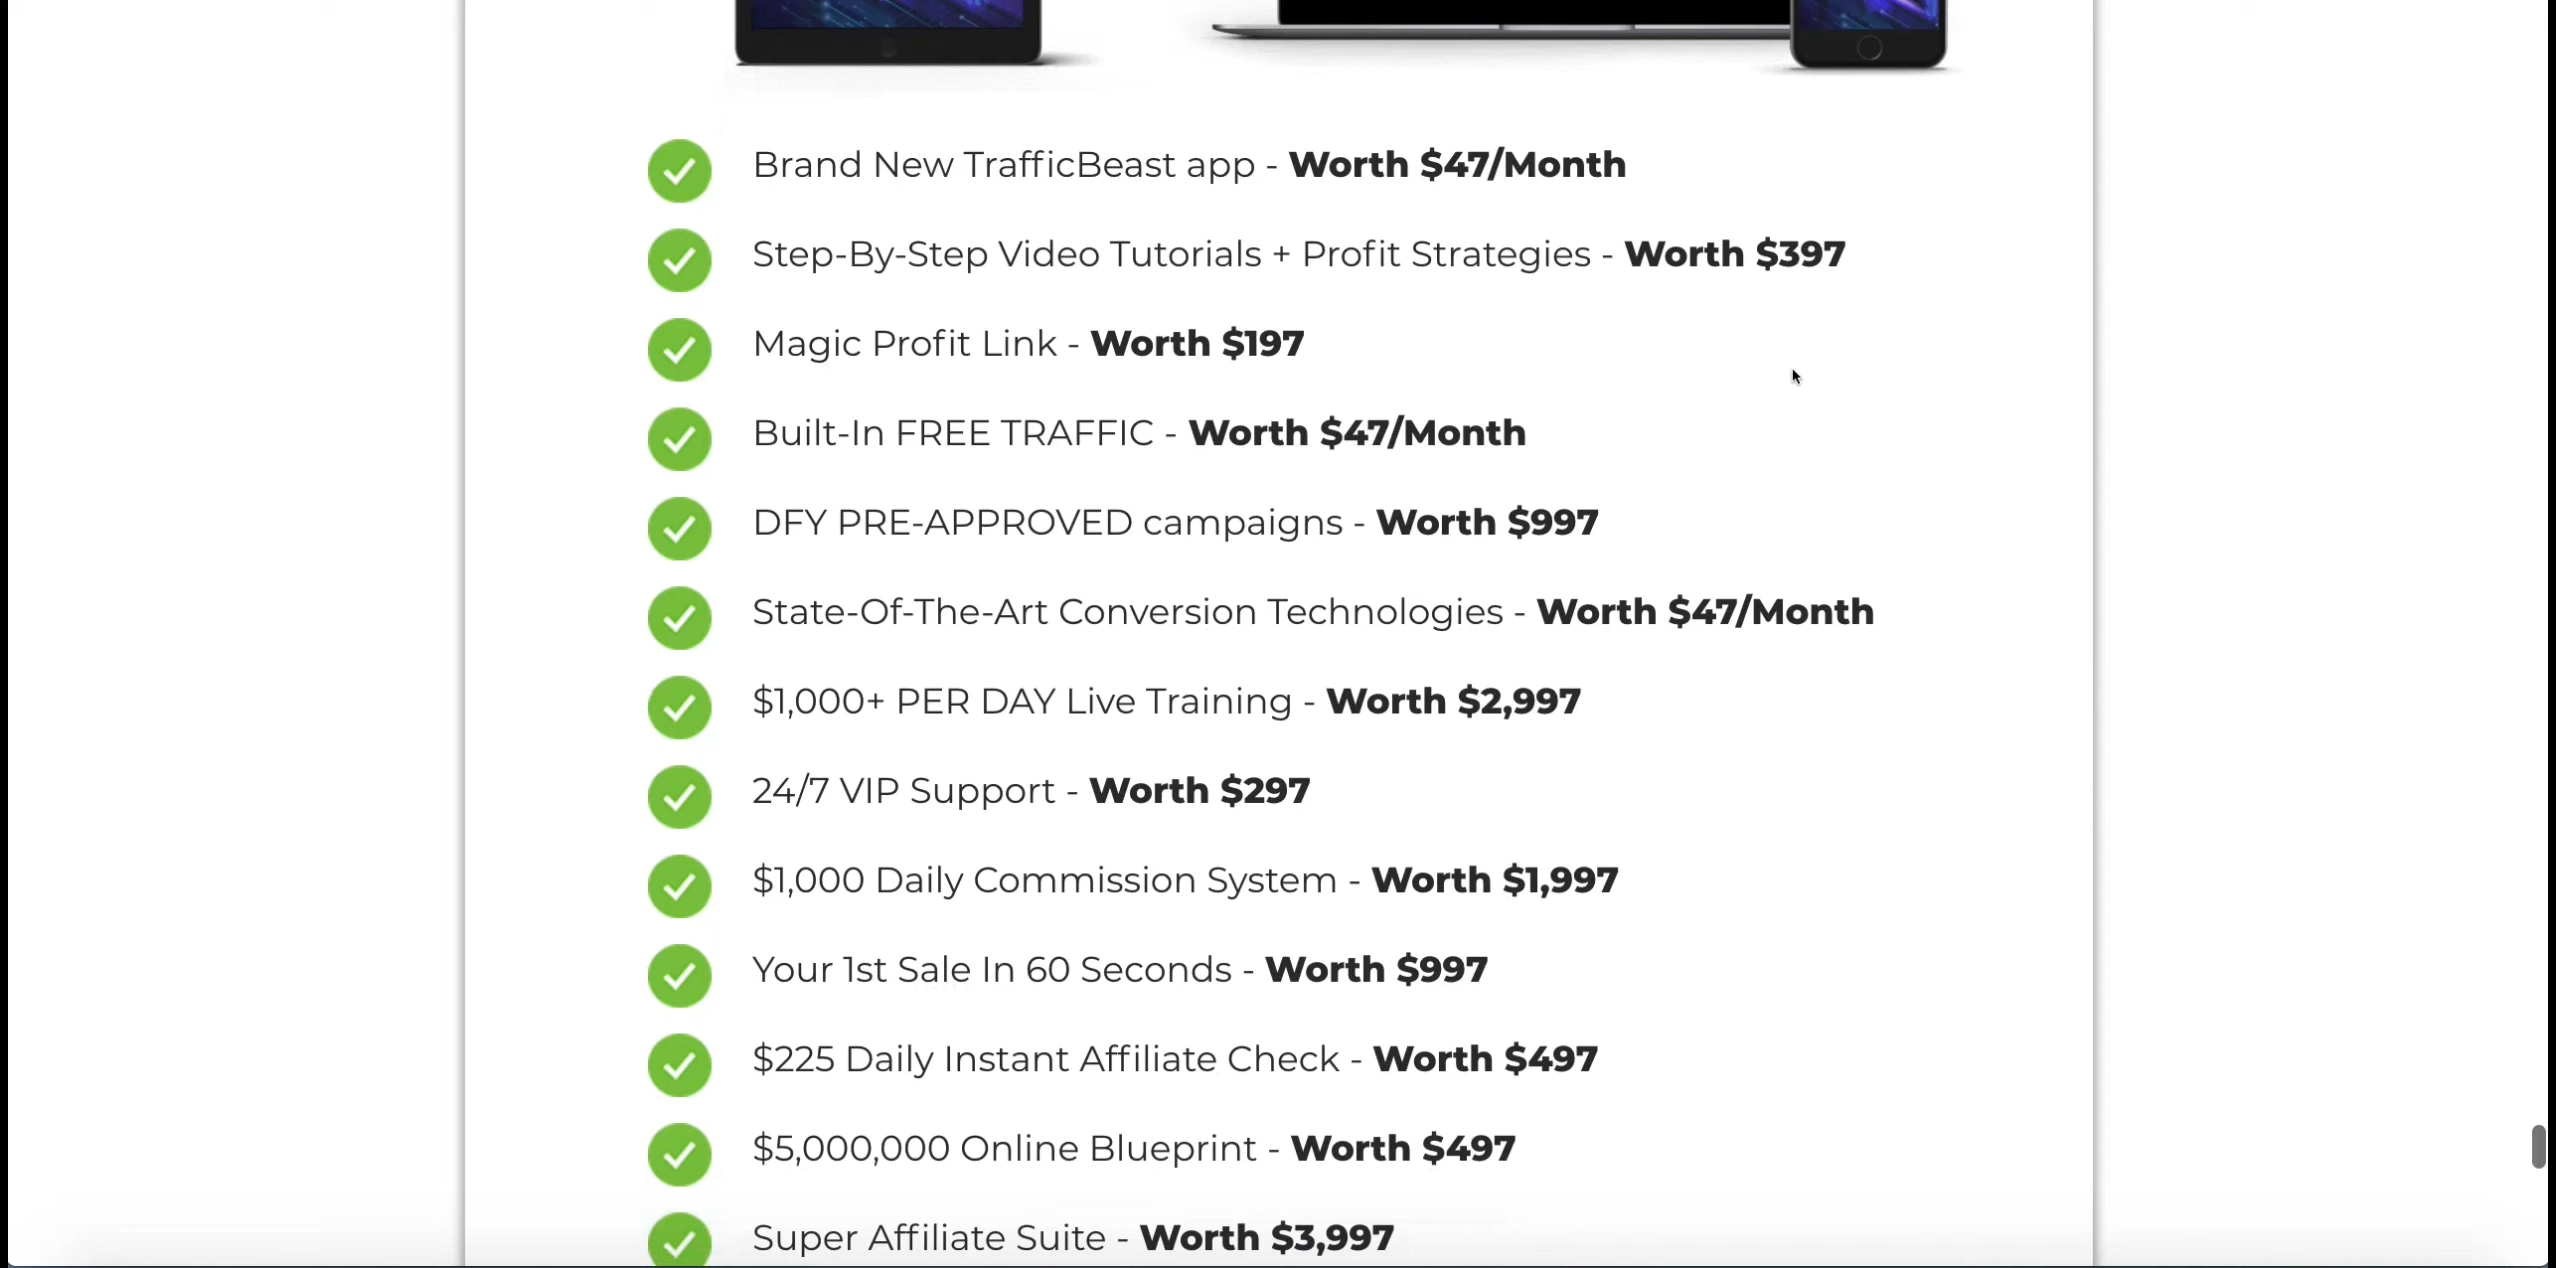 Brand New TrafficBeast app - Worth $47/Month
Step-By-Step Video Tutorials + Profit Strategies - Worth $397
Magic Profit Link - Worth $197
Built-In FREE TRAFFIC - Worth $47/Month
DFY PRE-APPROVED campaigns - Worth $997
State-Of-The-Art Conversion Technologies - Worth $47/Month
$1,000+ PER DAY Live Training - Worth $2,997
24/7 VIP Support - Worth $297
$1,000 Daily Commission System - Worth $1,997
Your 1st Sale In 60 Seconds - Worth $997
$225 Daily Instant Affiliate Check - Worth $497
$5,000,000 Online Blueprint - Worth $497
Super Affiliate Suite - Worth $3,997